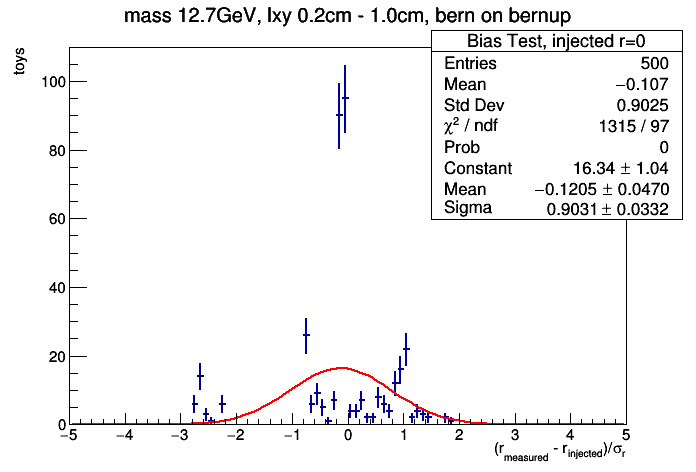 mass 12.7GeV, lxy 0.2cm - 1.0cm, bern on bernup
toys
Bias Test, injected r=0
Entries 500
Mean −0.107
Std Dev 0.9025
χ² / ndf 1315 / 97
Prob 0
Constant 16.34 ± 1.04
Mean −0.1205 ± 0.0470
Sigma 0.9031 ± 0.0332
100
80
60
40
20
0
−5 −4 −3 −2 −1 0 1 2 3 4 5
(r_measured - r_injected)/σ_r